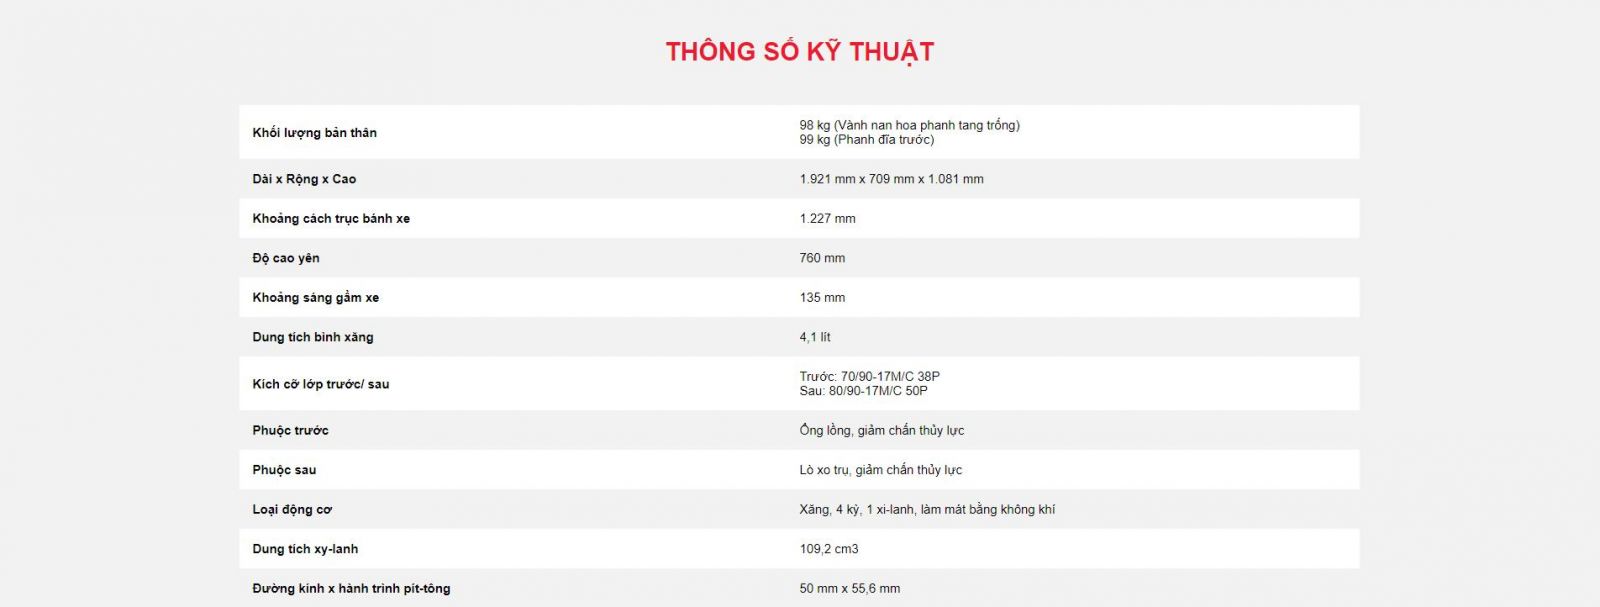 THÔNG SỐ KỸ THUẬT
Khối lượng bản thân
98 kg (Vành nan hoa phanh tang trống)
99 kg (Phanh đĩa trước)
Dài x Rộng x Cao
1.921 mm x 709 mm x 1.081 mm
Khoảng cách trục bánh xe
1.227 mm
Độ cao yên
760 mm
Khoảng sáng gầm xe
135 mm
Dung tích bình xăng
4,1 lít
Kích cỡ lớp trước/ sau
Trước: 70/90-17M/C 38P
Sau: 80/90-17M/C 50P
Phuộc trước
Ống lồng, giảm chấn thủy lực
Phuộc sau
Lò xo trụ, giảm chấn thủy lực
Loại động cơ
Xăng, 4 kỳ, 1 xi-lanh, làm mát bằng không khí
Dung tích xy-lanh
109,2 cm3
Đường kính x hành trình pít-tông
50 mm x 55,6 mm